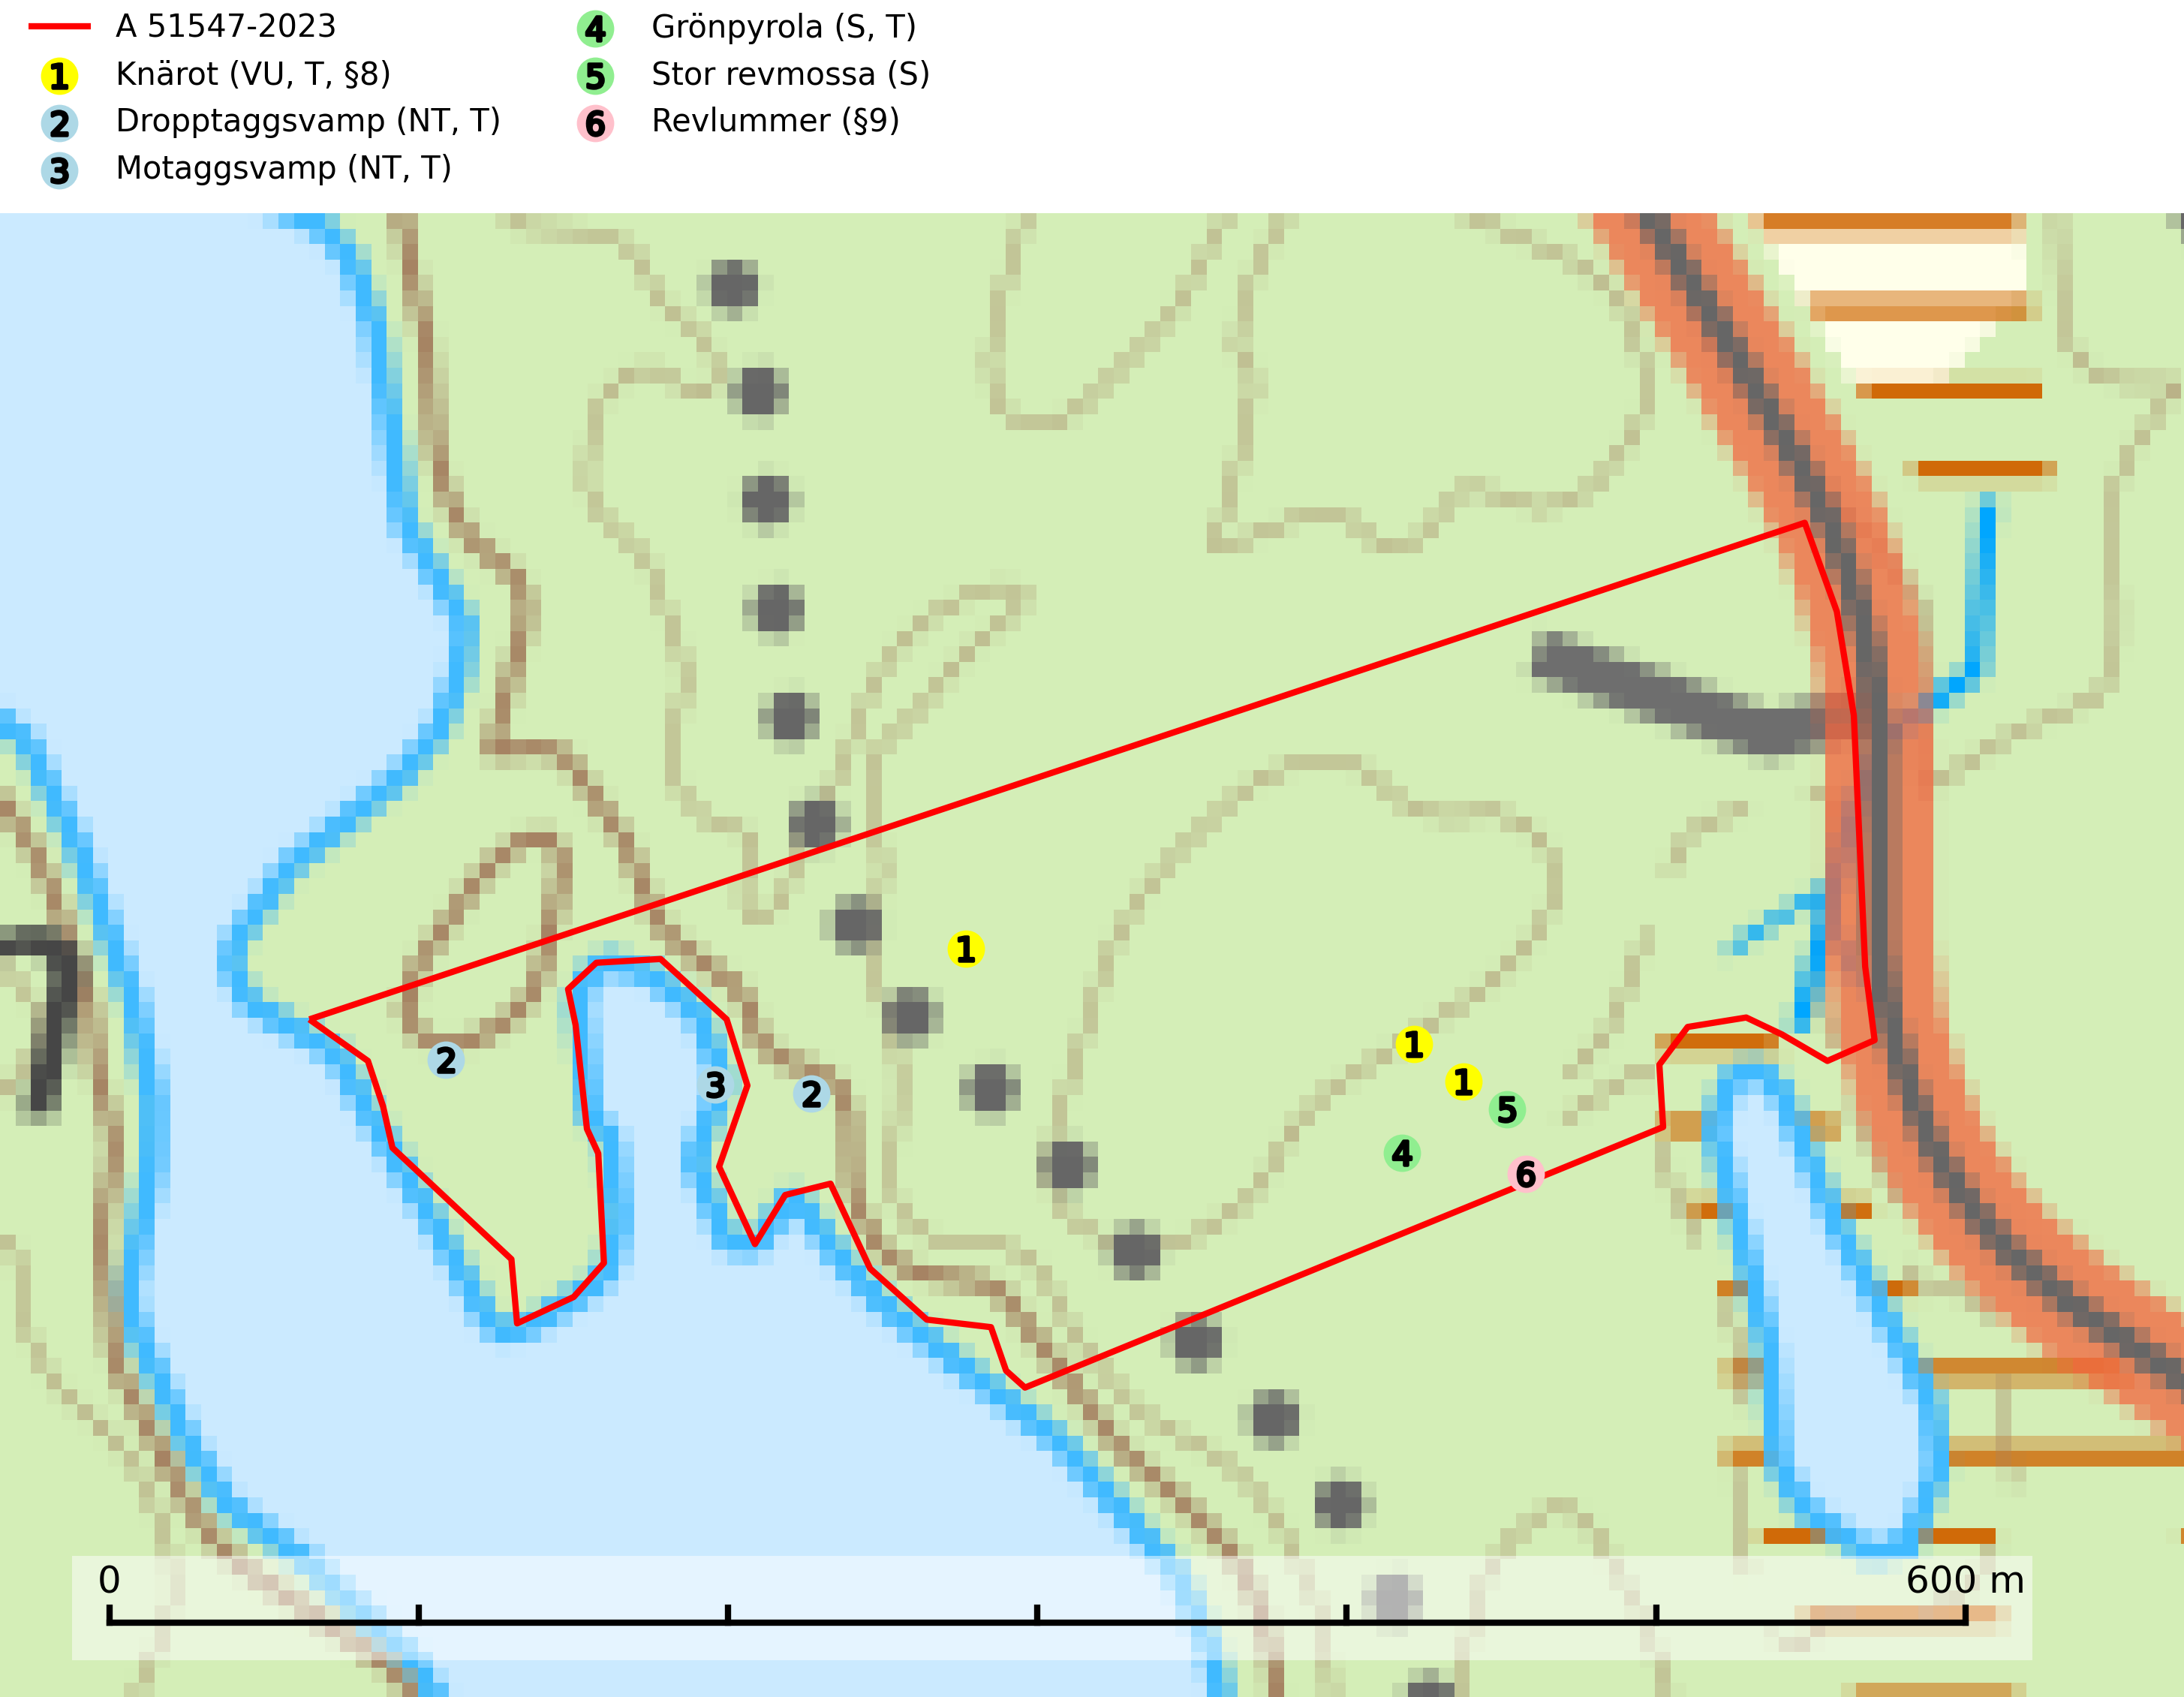 A 51547-2023
1 Knärot (VU, T, §8)
2 Dropptaggsvamp (NT, T)
3 Motaggsvamp (NT, T)
4 Grönpyrola (S, T)
5 Stor revmossa (S)
6 Revlummer (§9)
1
1
2
3
2
1
5
4
6
0 600 m